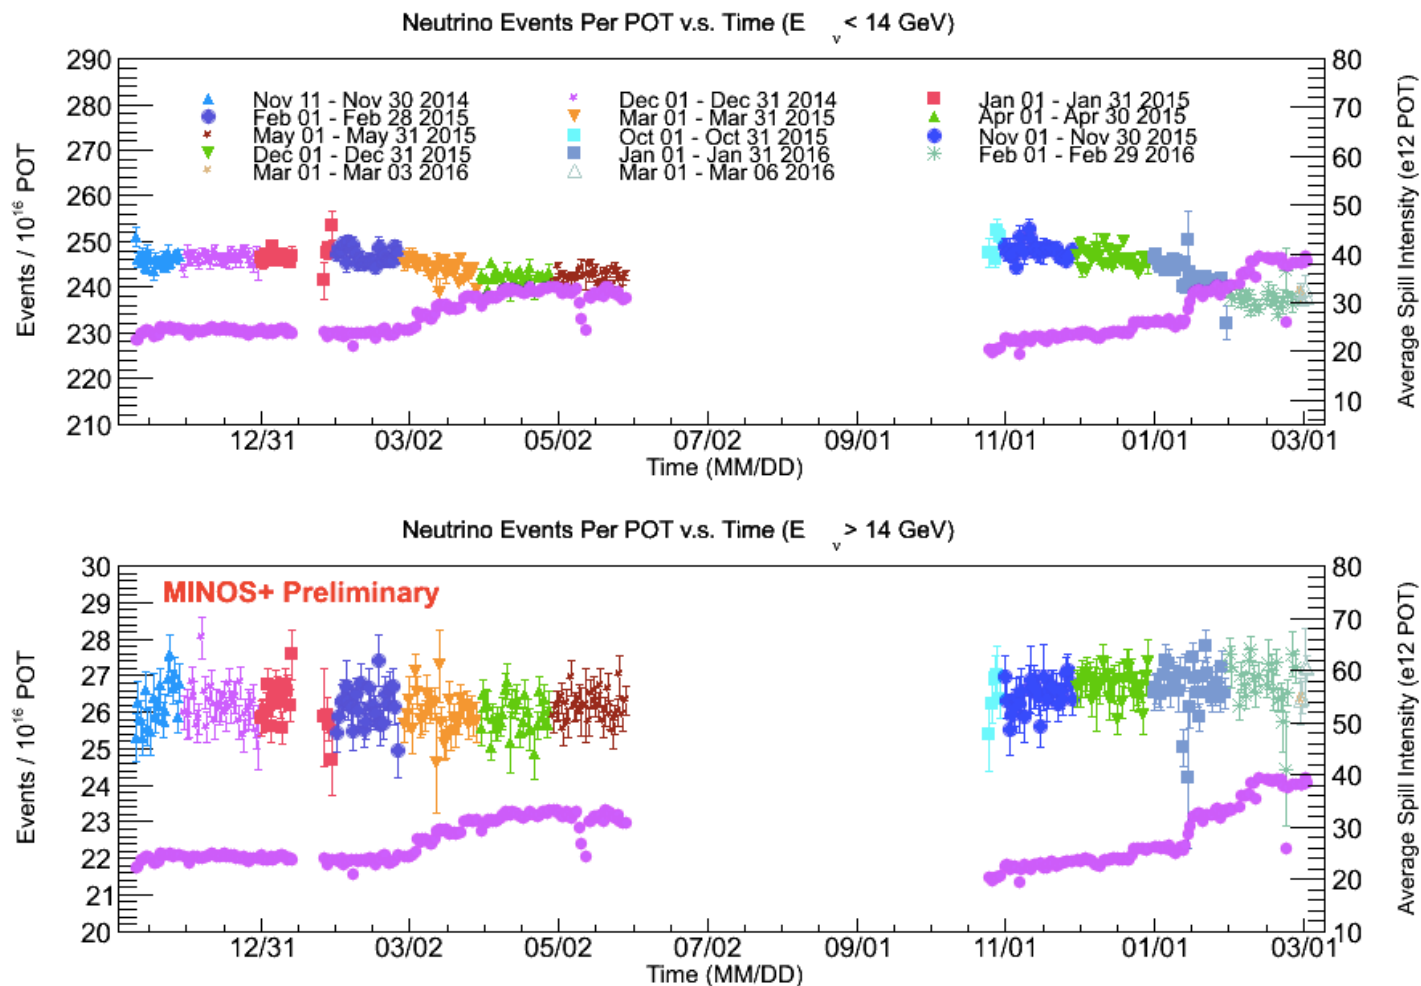 Neutrino Events Per POT v.s. Time (E ν < 14 GeV)
290
280
270
260
250
240
230
220
210
Events / 10¹⁶ POT
Nov 11 - Nov 30 2014
Dec 01 - Dec 31 2014
Jan 01 - Jan 31 2015
Feb 01 - Feb 28 2015
Mar 01 - Mar 31 2015
Apr 01 - Apr 30 2015
May 01 - May 31 2015
Oct 01 - Oct 31 2015
Nov 01 - Nov 30 2015
Dec 01 - Dec 31 2015
Jan 01 - Jan 31 2016
Feb 01 - Feb 29 2016
Mar 01 - Mar 03 2016
Mar 01 - Mar 06 2016
80
70
60
50
40
30
20
10
Average Spill Intensity (e12 POT)
12/31 03/02 05/02 07/02 09/01 11/01 01/01 03/01
Time (MM/DD)
Neutrino Events Per POT v.s. Time (E ν > 14 GeV)
MINOS+ Preliminary
30
29
28
27
26
25
24
23
22
21
20
Events / 10¹⁶ POT
80
70
60
50
40
30
20
10
Average Spill Intensity (e12 POT)
12/31 03/02 05/02 07/02 09/01 11/01 01/01 03/01
Time (MM/DD)